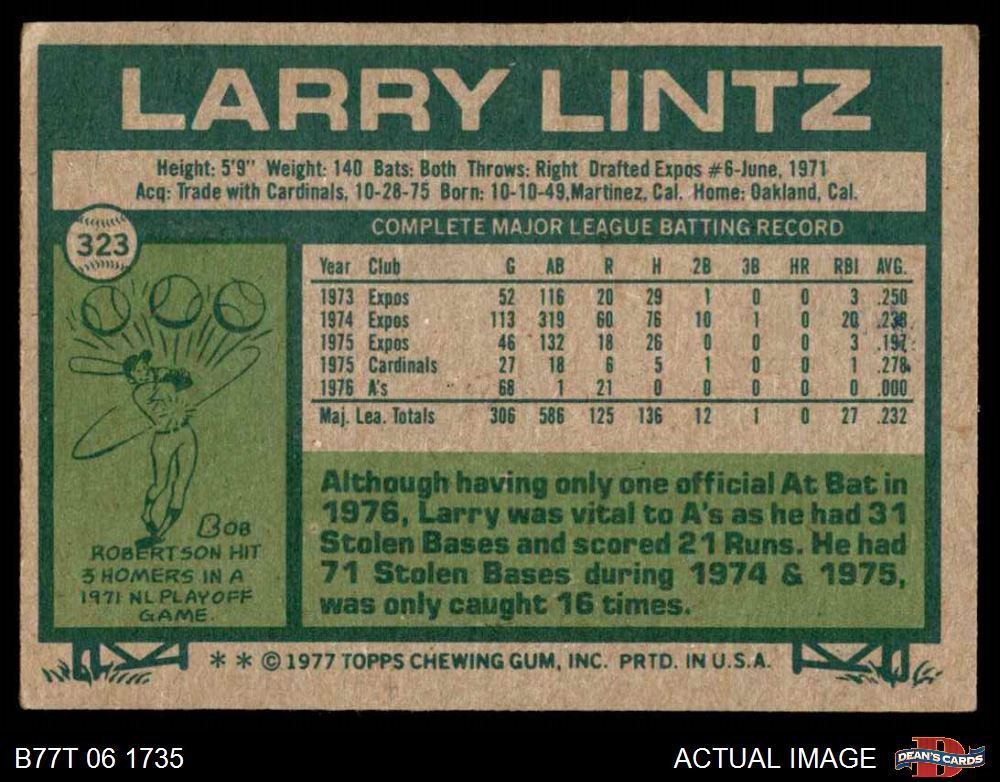 LARRY LINTZ
Height: 5'9" Weight: 140 Bats: Both Throws: Right Drafted Expos #6-June, 1971
Acq: Trade with Cardinals, 10-28-75 Born: 10-10-49, Martinez, Cal. Home: Oakland, Cal.
323
COMPLETE MAJOR LEAGUE BATTING RECORD
Year Club G AB R H 2B 3B HR RBI AVG.
1973 Expos 52 116 20 29 1 0 0 3 .250
1974 Expos 113 319 60 76 10 1 0 20 .238
1975 Expos 46 132 18 26 0 0 0 3 .197
1975 Cardinals 27 18 6 5 1 0 0 1 .278
1976 A's 68 1 21 0 0 0 0 0 .000
Maj. Lea. Totals 306 586 125 136 12 1 0 27 .232
BOB
ROBERTSON HIT
3 HOMERS IN A
1971 NL PLAYOFF
GAME.
Although having only one official At Bat in
1976, Larry was vital to A's as he had 31
Stolen Bases and scored 21 Runs. He had
71 Stolen Bases during 1974 & 1975,
was only caught 16 times.
* * © 1977 TOPPS CHEWING GUM, INC. PRTD. IN U.S.A.
B77T 06 1735
ACTUAL IMAGE
D
DEAN'S CARDS